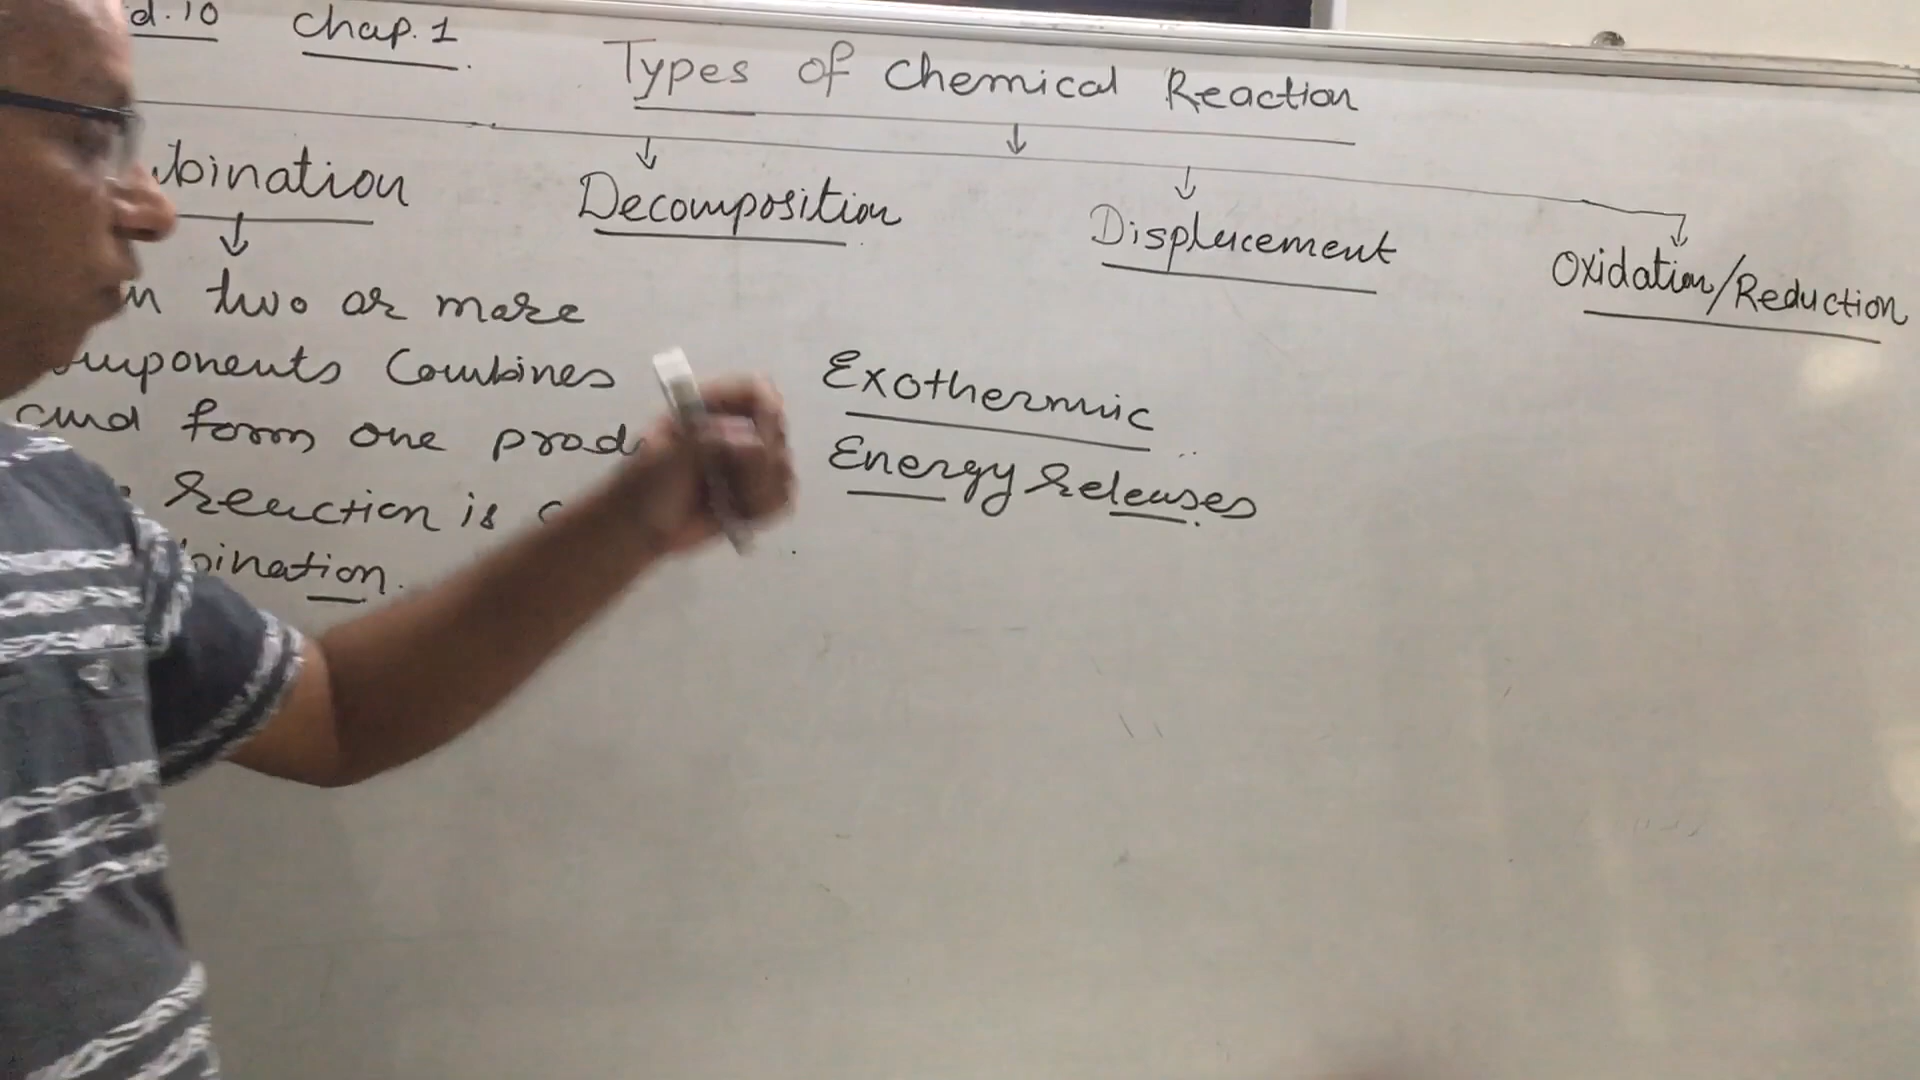 d.10 Chap. 1
Types of Chemical Reaction
bination Decomposition Displacement Oxidation/Reduction
two or more
omponents Combines
and form one prod
reaction is
bination.
Exothermic
Energy releases